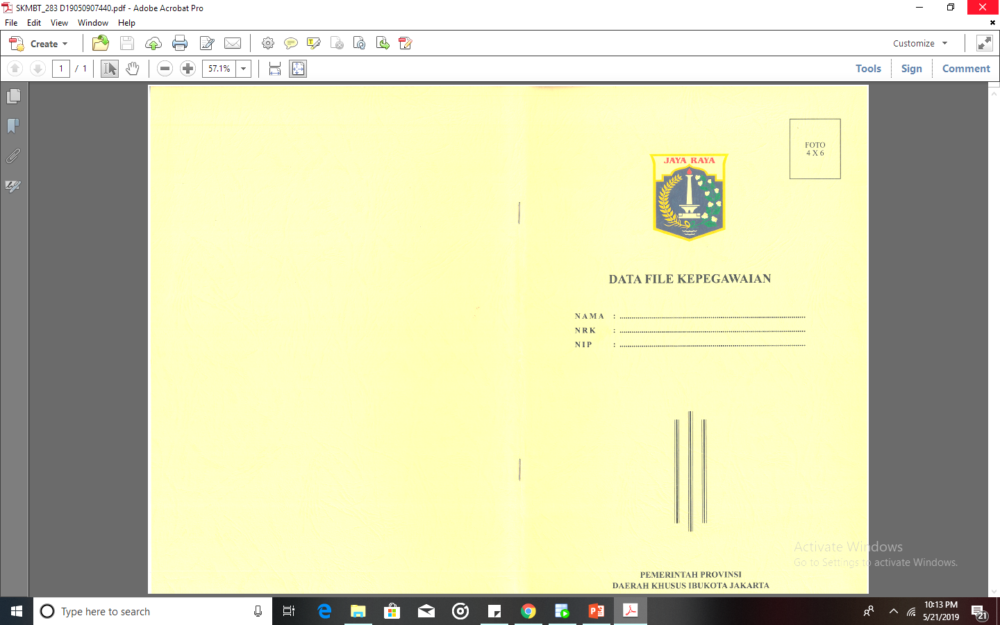 SKMBT_283 D19050907440.pdf - Adobe Acrobat Pro
File Edit View Window Help
Create Customize
1 / 1 57.1% Tools Sign Comment
FOTO
4 X 6
JAYA RAYA
DATA FILE KEPEGAWAIAN
NAMA : ....................................................
NRK : ....................................................
NIP : ....................................................
Activate Windows
Go to Settings to activate Windows.
PEMERINTAH PROVINSI
DAERAH KHUSUS IBUKOTA JAKARTA
Type here to search
10:13 PM
5/21/2019
21